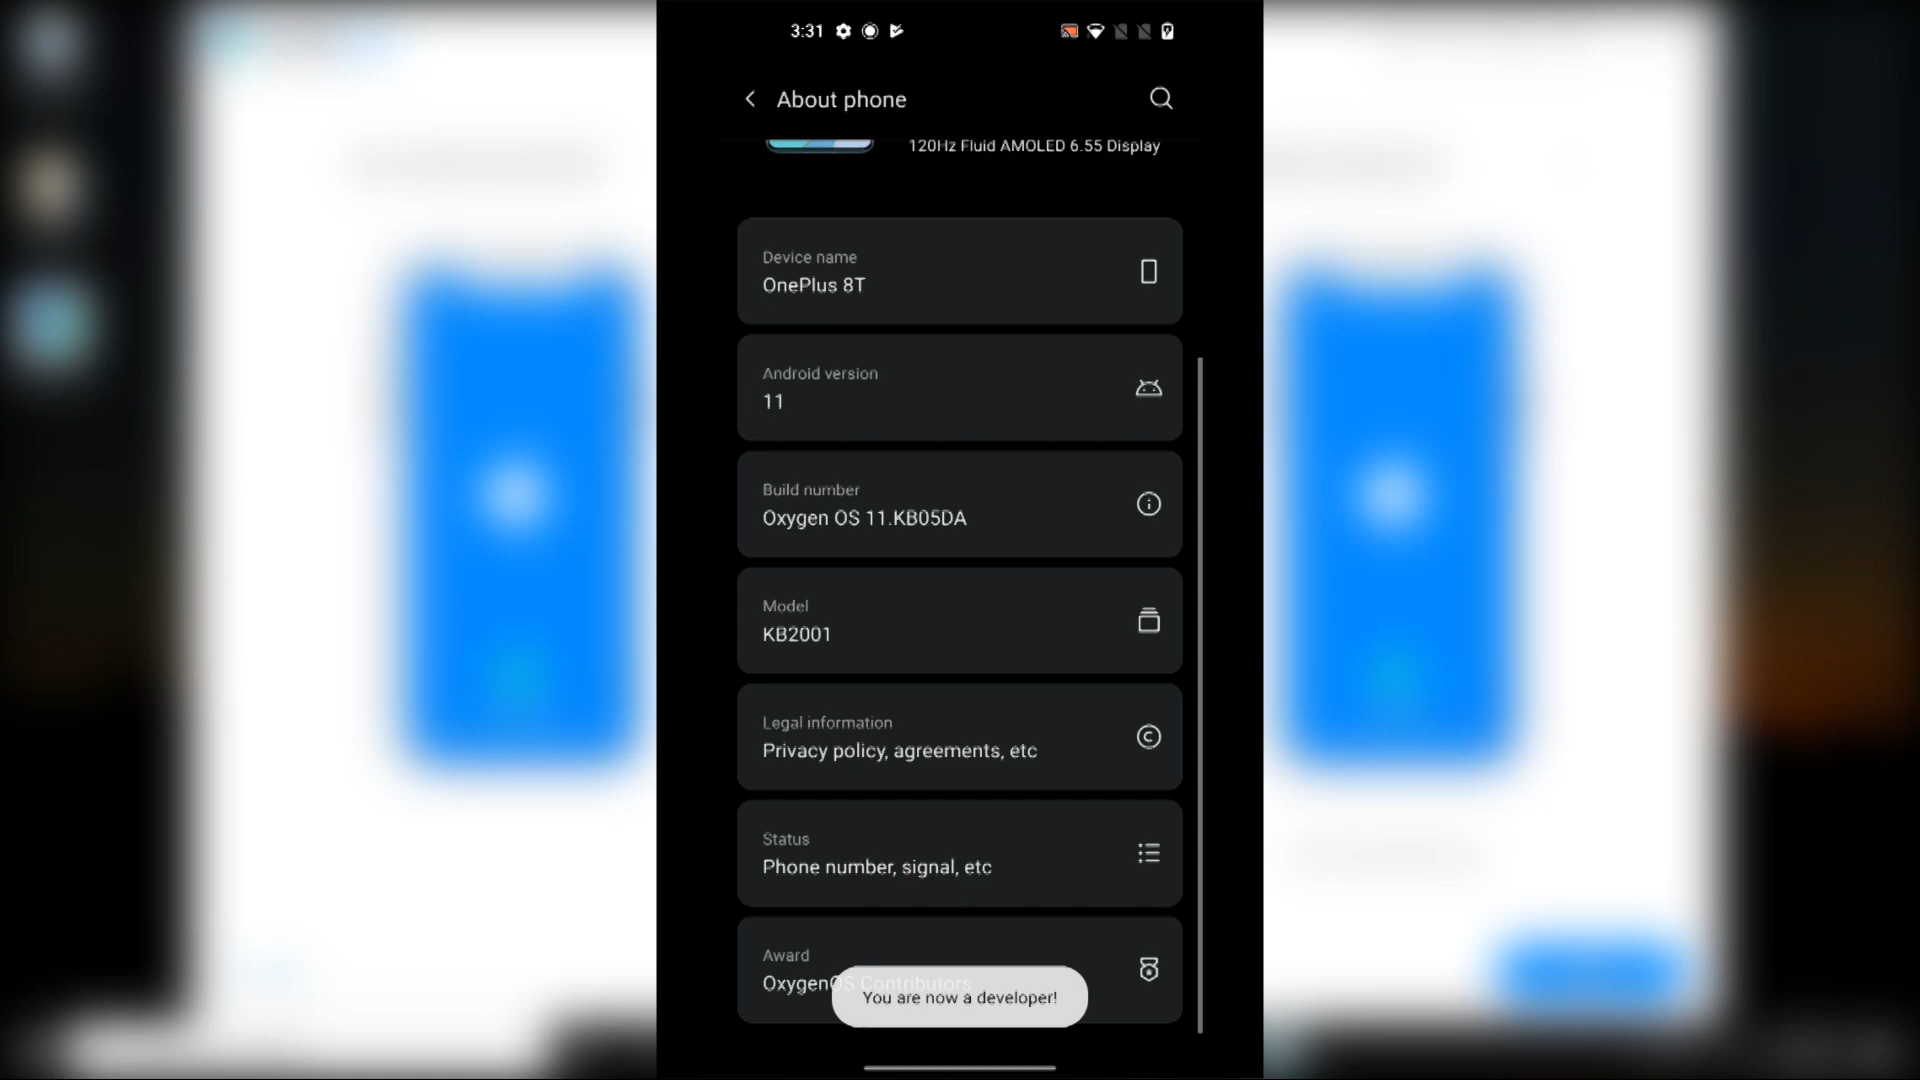 3:31
About phone
120Hz Fluid AMOLED 6.55 Display
Device name
OnePlus 8T
Android version
11
Build number
Oxygen OS 11.KB05DA
Model
KB2001
Legal information
Privacy policy, agreements, etc
Status
Phone number, signal, etc
Award
OxygenOS Contributors
You are now a developer!